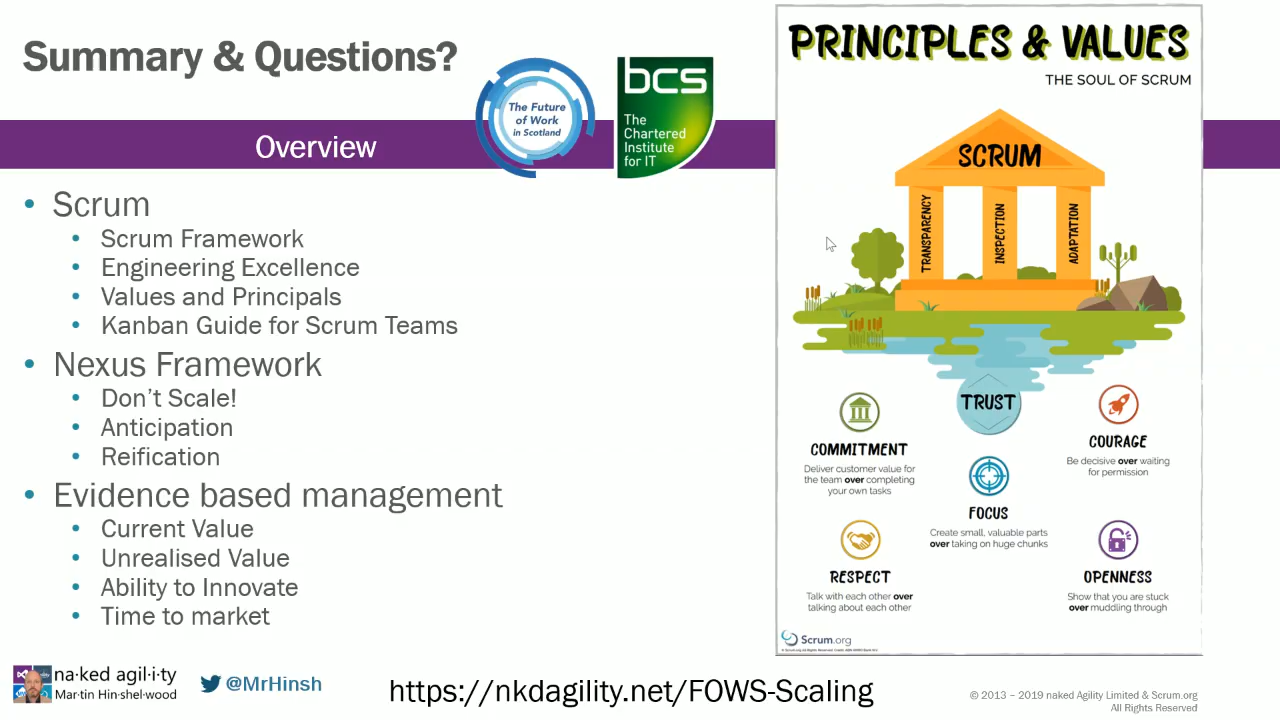 Summary & Questions?
The Future
of Work
in Scotland
bcs
The
Chartered
Institute
for IT
Overview
• Scrum
• Scrum Framework
• Engineering Excellence
• Values and Principals
• Kanban Guide for Scrum Teams
• Nexus Framework
• Don't Scale!
• Anticipation
• Reification
• Evidence based management
• Current Value
• Unrealised Value
• Ability to Innovate
• Time to market
PRINCIPLES & VALUES
THE SOUL OF SCRUM
SCRUM
TRANSPARENCY
INSPECTION
ADAPTATION
TRUST
COMMITMENT
Deliver customer value for
the team over completing
your own tasks
COURAGE
Be decisive over waiting
for permission
FOCUS
Create small, valuable parts
over taking on huge chunks
RESPECT
Talk with each other over
talking about each other
OPENNESS
Show that you are stuck
over muddling through
Scrum.org
na·ked agil·i·ty
Mar·tin Hin·shel·wood
@MrHinsh
https://nkdagility.net/FOWS-Scaling
© 2013 – 2019 naked Agility Limited & Scrum.org
All Rights Reserved